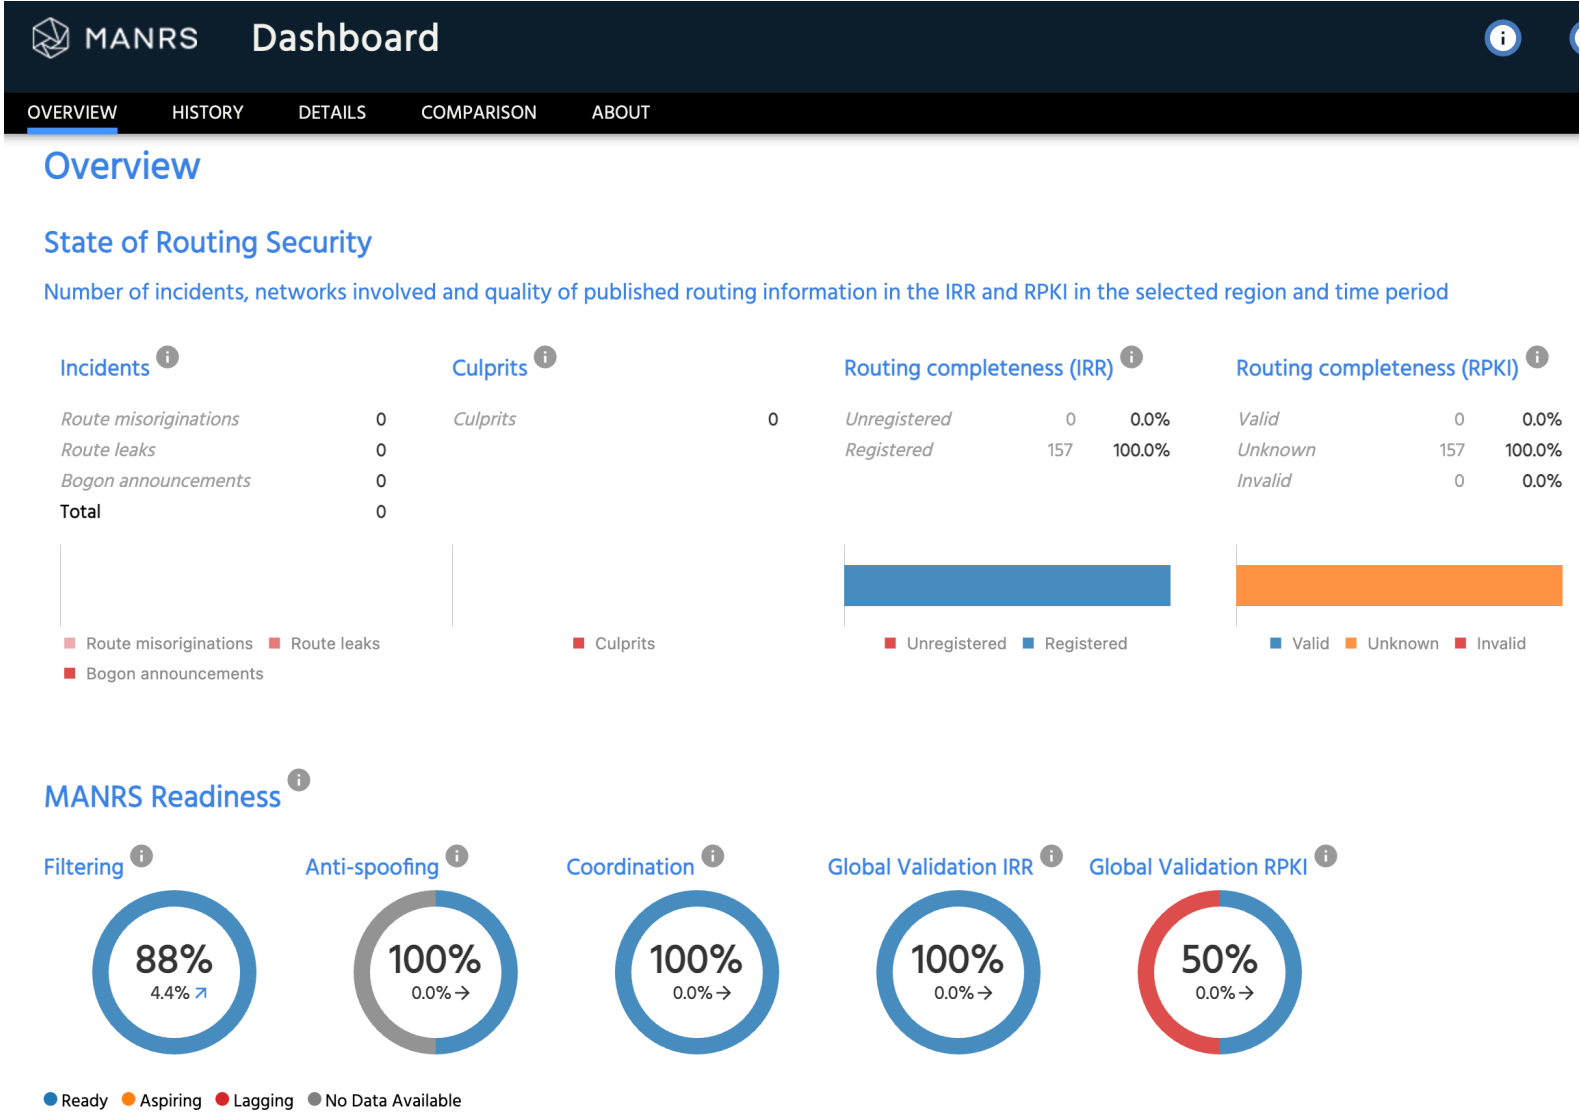 MANRS Dashboard
OVERVIEW HISTORY DETAILS COMPARISON ABOUT
Overview
State of Routing Security
Number of incidents, networks involved and quality of published routing information in the IRR and RPKI in the selected region and time period
Incidents i
Route misoriginations 0
Route leaks 0
Bogon announcements 0
Total 0
Route misoriginations Route leaks
Bogon announcements
Culprits i
Culprits 0
Culprits
Routing completeness (IRR) i
Unregistered 0 0.0%
Registered 157 100.0%
Unregistered Registered
Routing completeness (RPKI) i
Valid 0 0.0%
Unknown 157 100.0%
Invalid 0 0.0%
Valid Unknown Invalid
MANRS Readiness i
Filtering i
88%
4.4%
Anti-spoofing i
100%
0.0%→
Coordination i
100%
0.0%→
Global Validation IRR i
100%
0.0%→
Global Validation RPKI i
50%
0.0%→
Ready Aspiring Lagging No Data Available